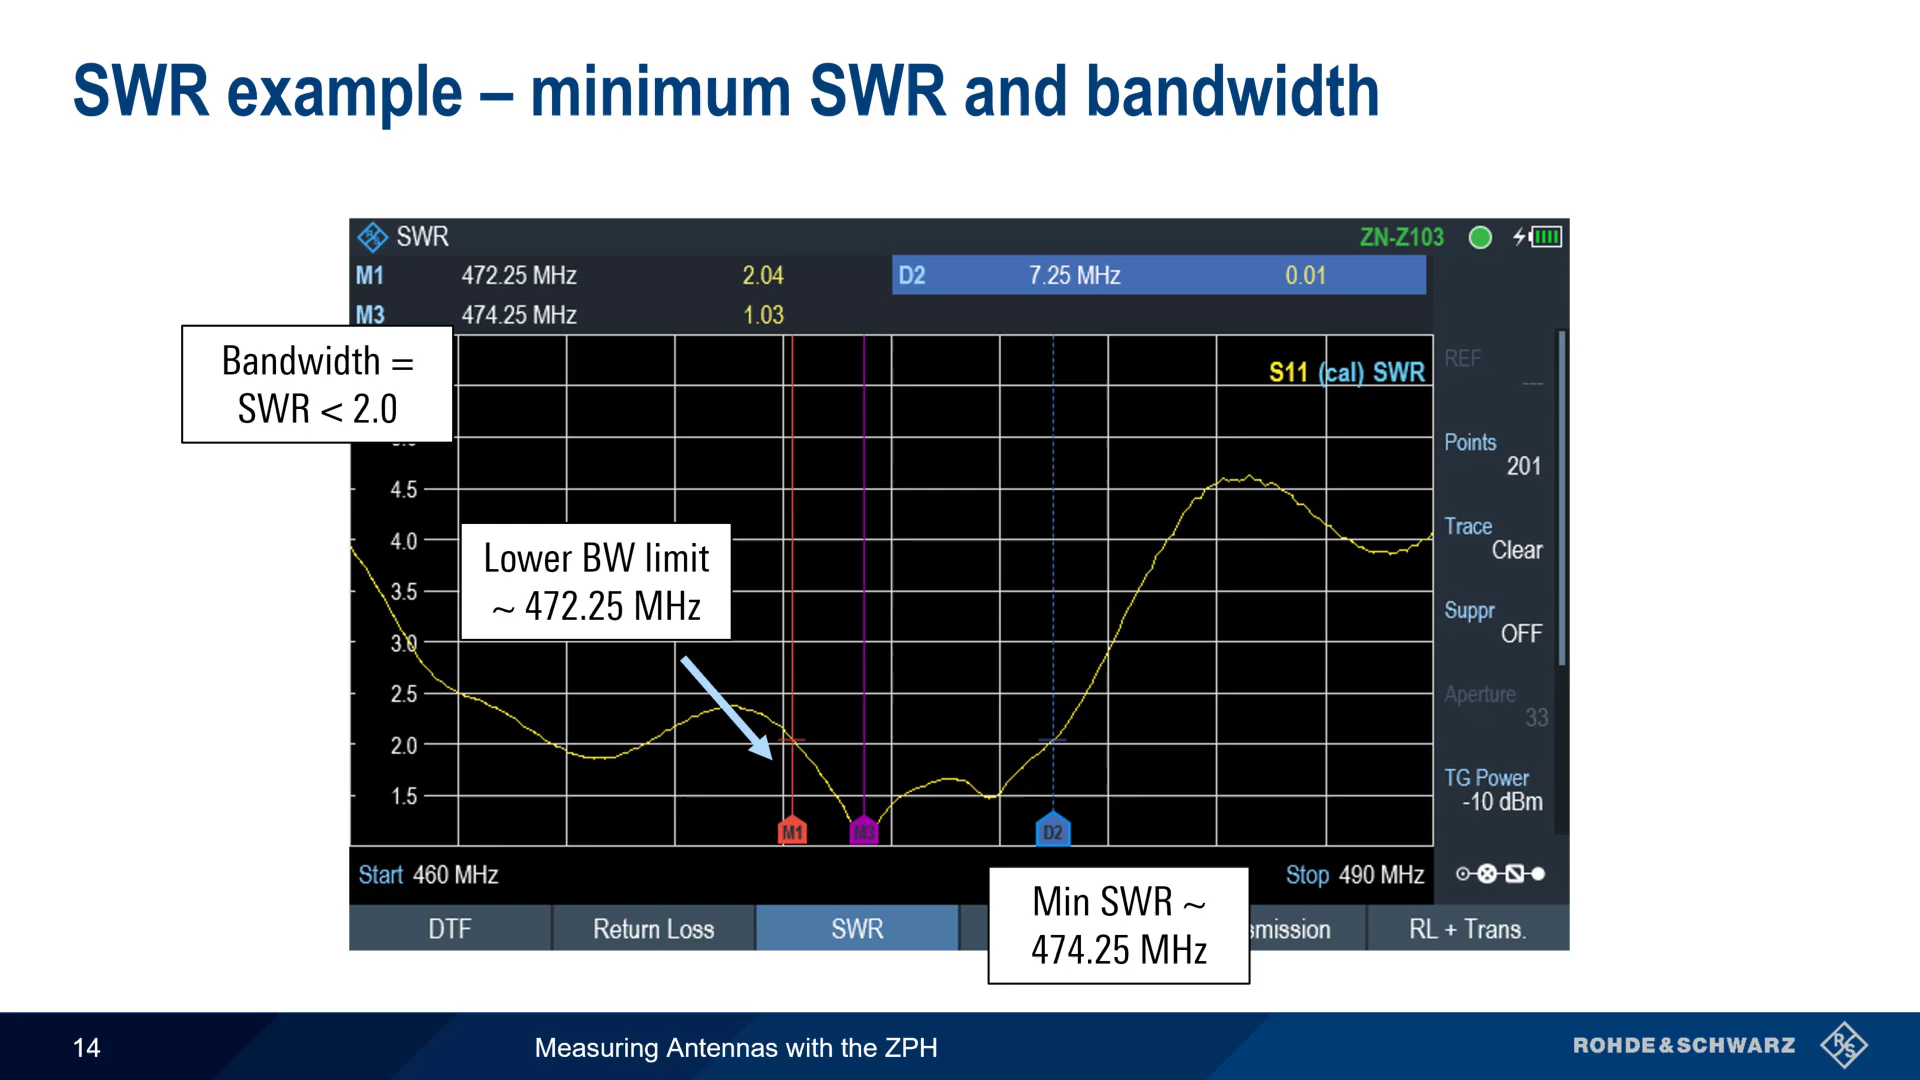 SWR example – minimum SWR and bandwidth
SWR
ZN-Z103
M1 472.25 MHz 2.04 D2 7.25 MHz 0.01
M3 474.25 MHz 1.03
Bandwidth =
SWR < 2.0
S11 (cal) SWR
REF
---
Points
201
Trace
Clear
Suppr
OFF
Aperture
33
TG Power
-10 dBm
4.5
4.0
3.5
3.0
2.5
2.0
1.5
Lower BW limit
~ 472.25 MHz
M1 M3 D2
Start 460 MHz
Stop 490 MHz
Min SWR ~
474.25 MHz
DTF Return Loss SWR smission RL + Trans.
14
Measuring Antennas with the ZPH
ROHDE&SCHWARZ
R&S